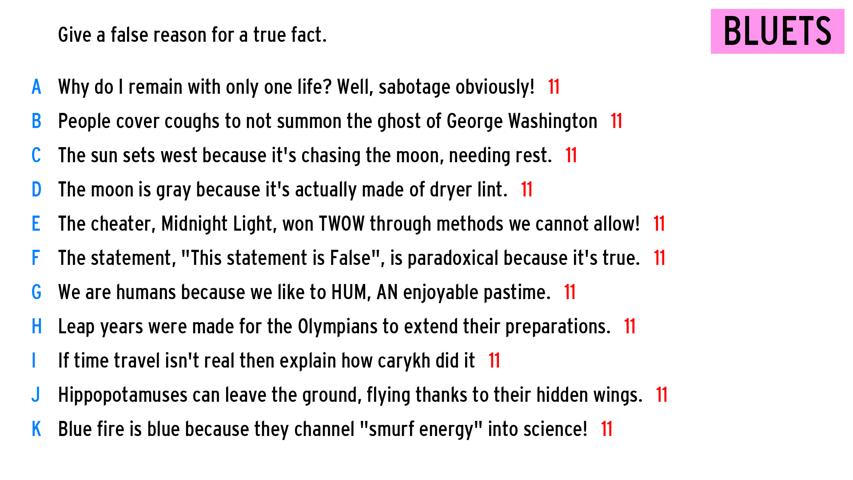 Give a false reason for a true fact.
BLUETS
A Why do I remain with only one life? Well, sabotage obviously! 11
B People cover coughs to not summon the ghost of George Washington 11
C The sun sets west because it's chasing the moon, needing rest. 11
D The moon is gray because it's actually made of dryer lint. 11
E The cheater, Midnight Light, won TWOW through methods we cannot allow! 11
F The statement, "This statement is False", is paradoxical because it's true. 11
G We are humans because we like to HUM, AN enjoyable pastime. 11
H Leap years were made for the Olympians to extend their preparations. 11
I If time travel isn't real then explain how carykh did it 11
J Hippopotamuses can leave the ground, flying thanks to their hidden wings. 11
K Blue fire is blue because they channel "smurf energy" into science! 11